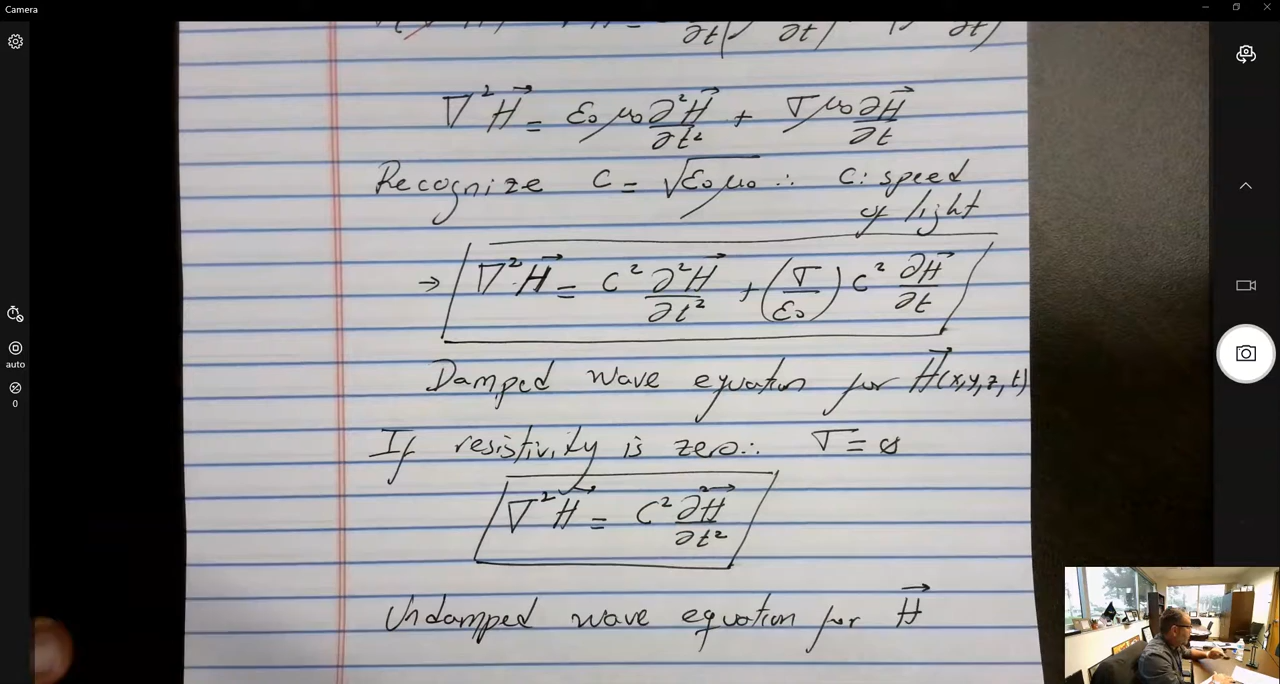 Camera
∇²H⃗ = ε₀μ₀ ∂²H⃗/∂t² + σμ₀ ∂H⃗/∂t
Recognize C = √ε₀μ₀ ∴ C: speed
of light
→ ∇²H⃗ = C² ∂²H⃗/∂t² + (σ/ε₀) C² ∂H⃗/∂t
Damped wave equation for H⃗(x,y,z,t)
If resistivity is zero ∴ σ = 0
∇²H⃗ = C² ∂²H⃗/∂t²
Undamped wave equation for H⃗
auto
0